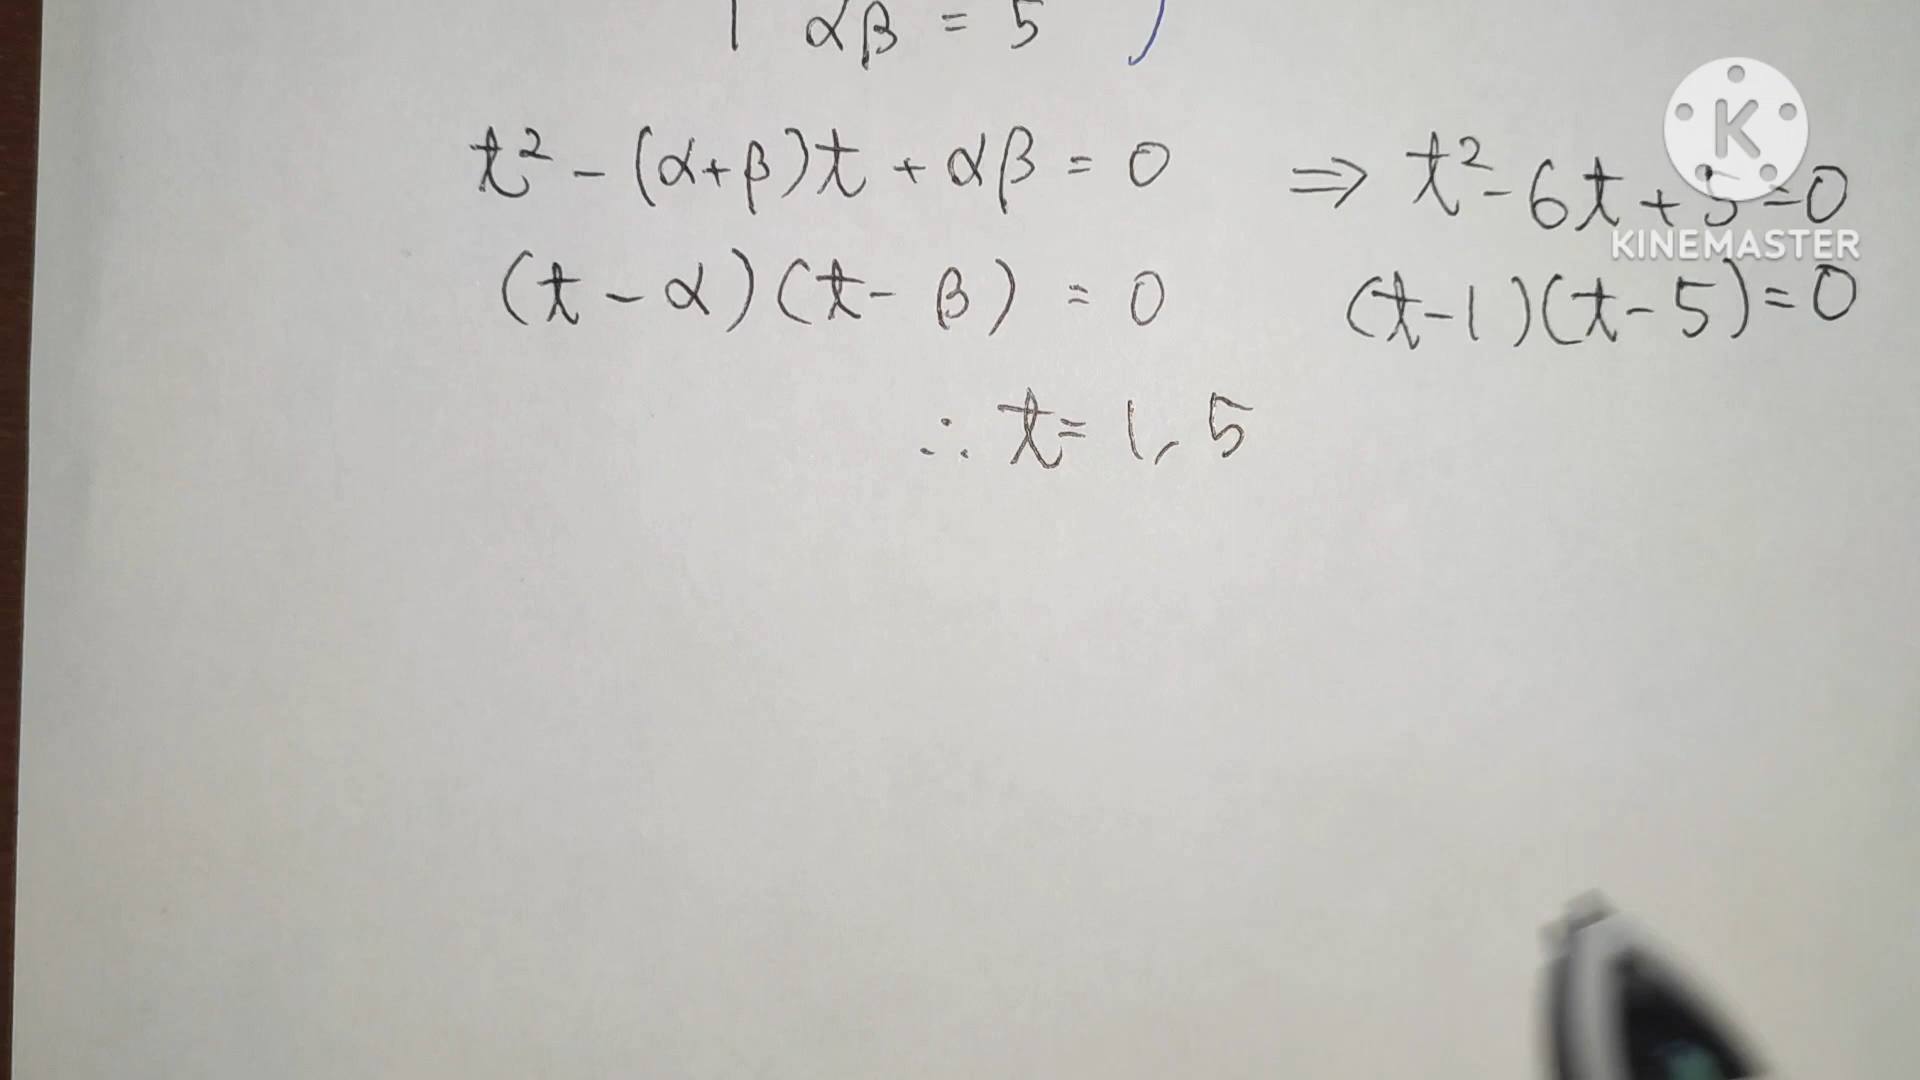 αβ = 5
t² - (α+β)t + αβ = 0 ⇒ t² - 6t + 5 = 0
KINEMASTER
(t - α)(t - β) = 0 (t-1)(t-5) = 0
∴ t = 1, 5